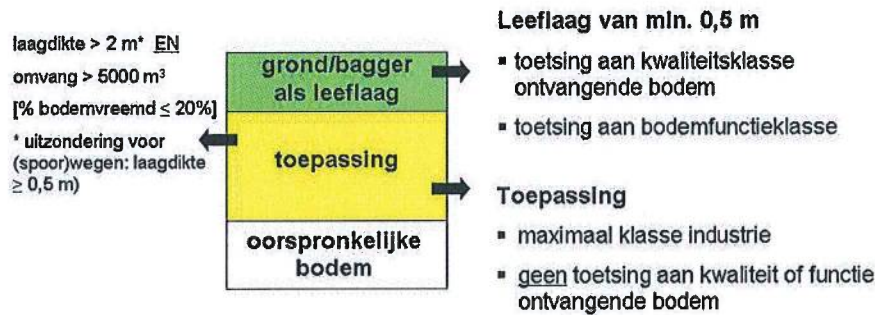 laagdikte > 2 m* EN
omvang > 5000 m³
[% bodemvreemd ≤ 20%]
* uitzondering voor
(spoor)wegen: laagdikte
≥ 0,5 m)
grond/bagger
als leeflaag
toepassing
oorspronkelijke
bodem
Leeflaag van min. 0,5 m
▪ toetsing aan kwaliteitsklasse
ontvangende bodem
▪ toetsing aan bodemfunctieklasse
Toepassing
▪ maximaal klasse industrie
▪ geen toetsing aan kwaliteit of functie
ontvangende bodem